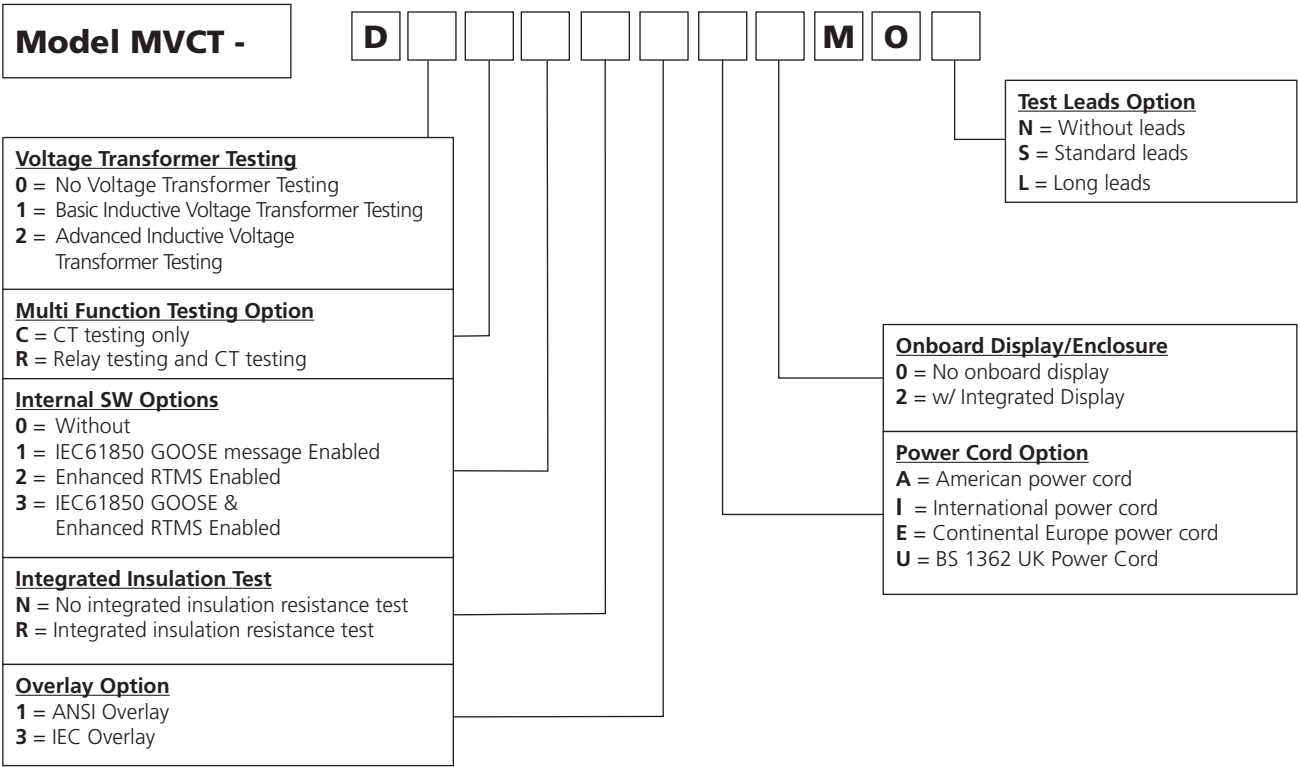 Model MVCT -
D M O
Test Leads Option
N = Without leads
S = Standard leads
L = Long leads
Voltage Transformer Testing
0 = No Voltage Transformer Testing
1 = Basic Inductive Voltage Transformer Testing
2 = Advanced Inductive Voltage
Transformer Testing
Multi Function Testing Option
C = CT testing only
R = Relay testing and CT testing
Internal SW Options
0 = Without
1 = IEC61850 GOOSE message Enabled
2 = Enhanced RTMS Enabled
3 = IEC61850 GOOSE &
Enhanced RTMS Enabled
Integrated Insulation Test
N = No integrated insulation resistance test
R = Integrated insulation resistance test
Overlay Option
1 = ANSI Overlay
3 = IEC Overlay
Onboard Display/Enclosure
0 = No onboard display
2 = w/ Integrated Display
Power Cord Option
A = American power cord
I = International power cord
E = Continental Europe power cord
U = BS 1362 UK Power Cord